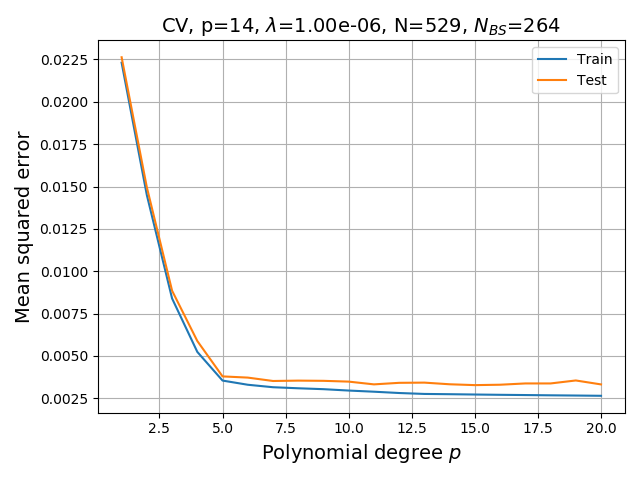 CV, p=14, λ=1.00e-06, N=529, N_BS=264
Train
Test
Mean squared error
0.0225
0.0200
0.0175
0.0150
0.0125
0.0100
0.0075
0.0050
0.0025
2.5 5.0 7.5 10.0 12.5 15.0 17.5 20.0
Polynomial degree p